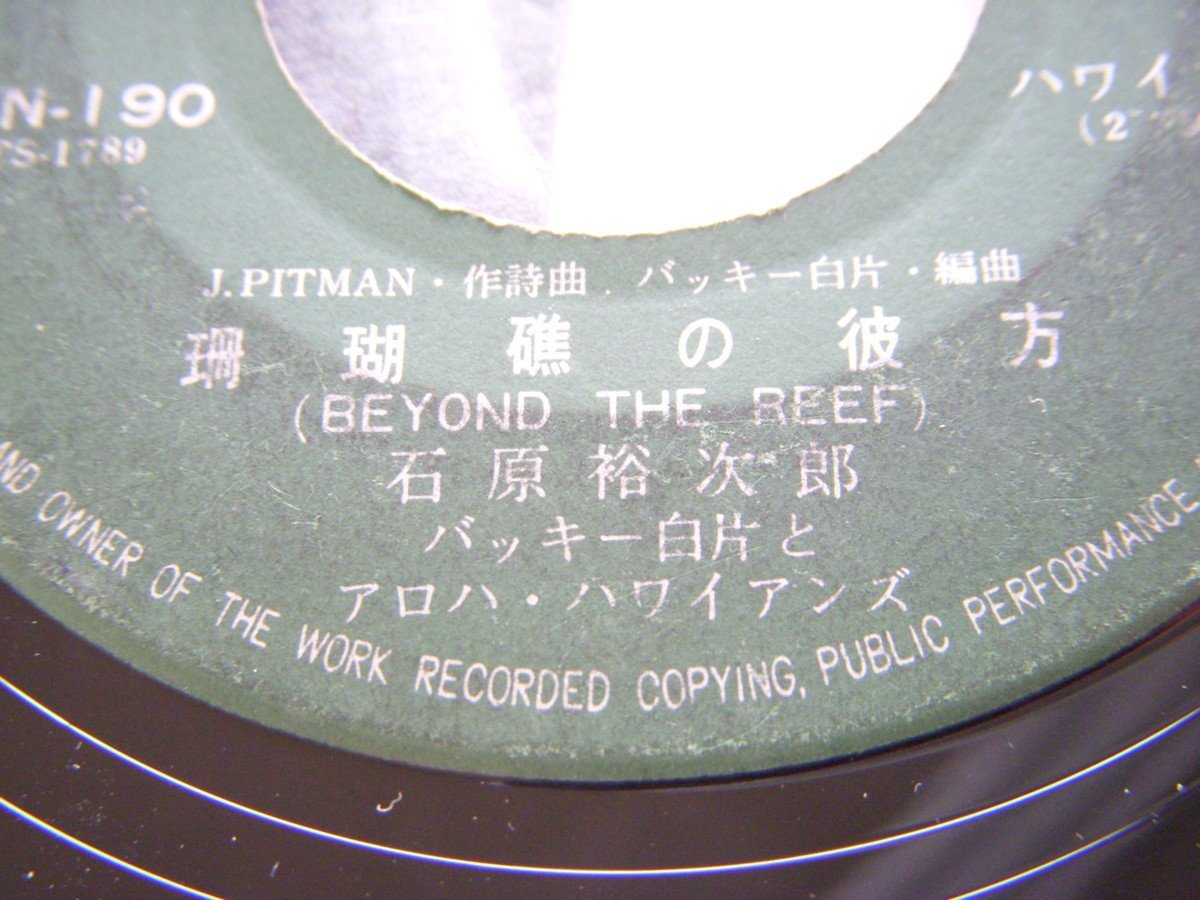 N-190
TS-1789
ハワイ
(2
J.PITMAN・作詩曲 バッキー白片・編曲
珊瑚礁の彼方
(BEYOND THE REEF)
石原裕次郎
バッキー白片と
アロハ・ハワイアンズ
AND OWNER OF THE WORK RECORDED COPYING, PUBLIC PERFORMANCE